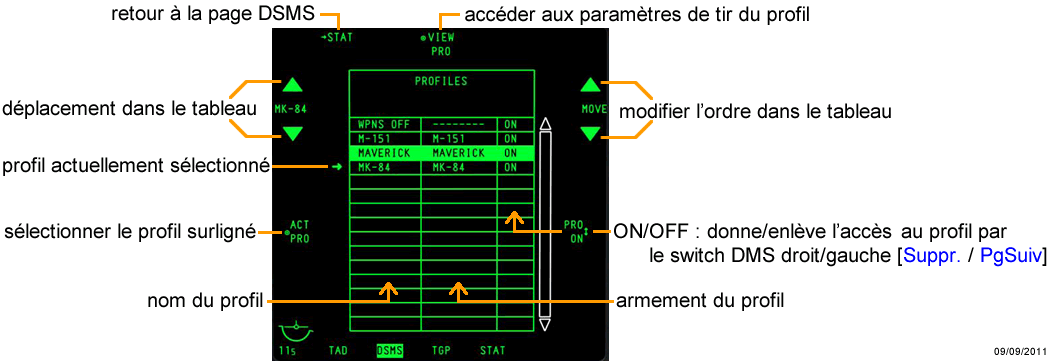 retour à la page DSMS
accéder aux paramètres de tir du profil
→STAT
VIEW
PRO
PROFILES
déplacement dans le tableau
MK-84
MOVE
modifier l'ordre dans le tableau
WPNS OFF -------- ON
M-151 M-151 ON
MAVERICK MAVERICK ON
profil actuellement sélectionné
→ MK-84 MK-84 ON
sélectionner le profil surligné
ACT
PRO
PRO
ON
ON/OFF : donne/enlève l'accès au profil par
le switch DMS droit/gauche [Suppr. / PgSuiv]
nom du profil
armement du profil
11s TAD DSMS TGP STAT
09/09/2011